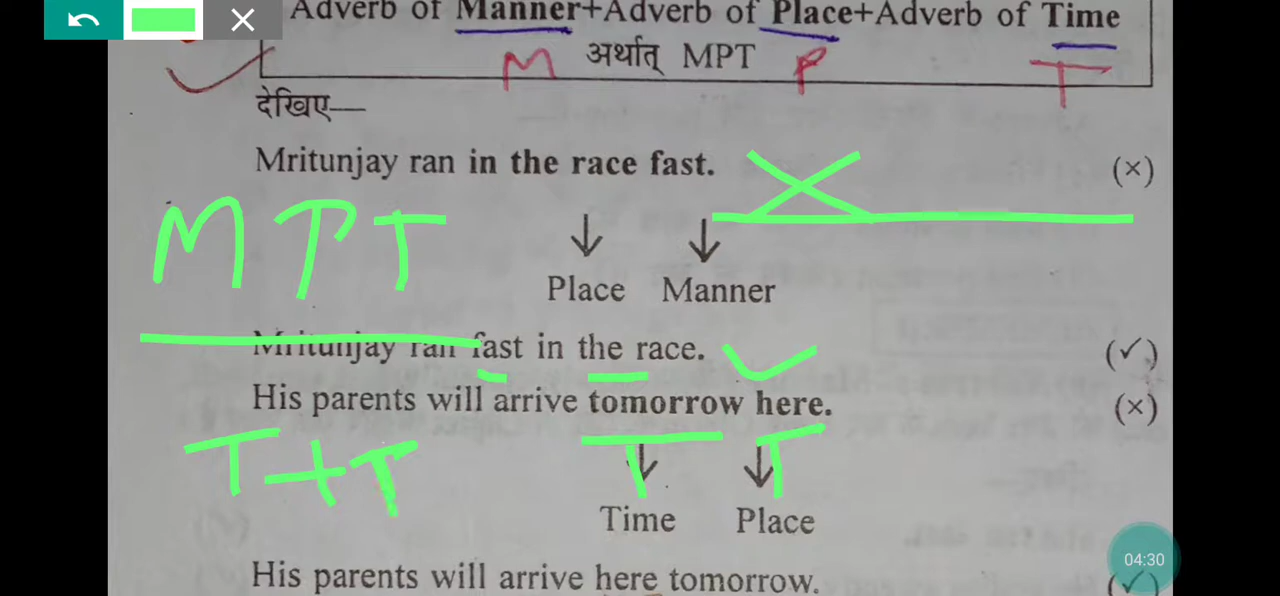 Adverb of Manner+Adverb of Place+Adverb of Time
अर्थात् MPT
M P T
देखिए—
Mritunjay ran in the race fast. (×)
MPT
Place Manner
Mritunjay ran fast in the race. (✓)
His parents will arrive tomorrow here. (×)
T+T
T T
Time Place
04:30
His parents will arrive here tomorrow. (✓)